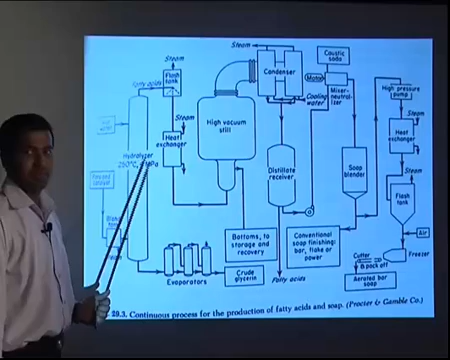 Steam
Fatty acids
Flash
tank
Steam
Heat
exchanger
Hydrolyzer
High vacuum
still
Steam
Condenser
Cooling
water
Caustic
soda
Motor
Mixer-
neutralizer
Distillate
receiver
Soap
blender
High pressure
pump
Heat
exchanger
Steam
Flash
tank
Air
Freezer
Cutter
& pack off
Aerated bar
soap
Conventional
soap finishing:
bar, flake or
power
Bottoms, to
storage and
recovery
Crude
glycerin
Evaporators
Fatty acids
29.3. Continuous process for the production of fatty acids and soap. (Procter & Gamble Co.)